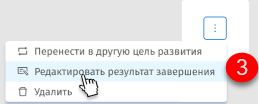 Перенести в другую цель развития
Редактировать результат завершения
3
Удалить